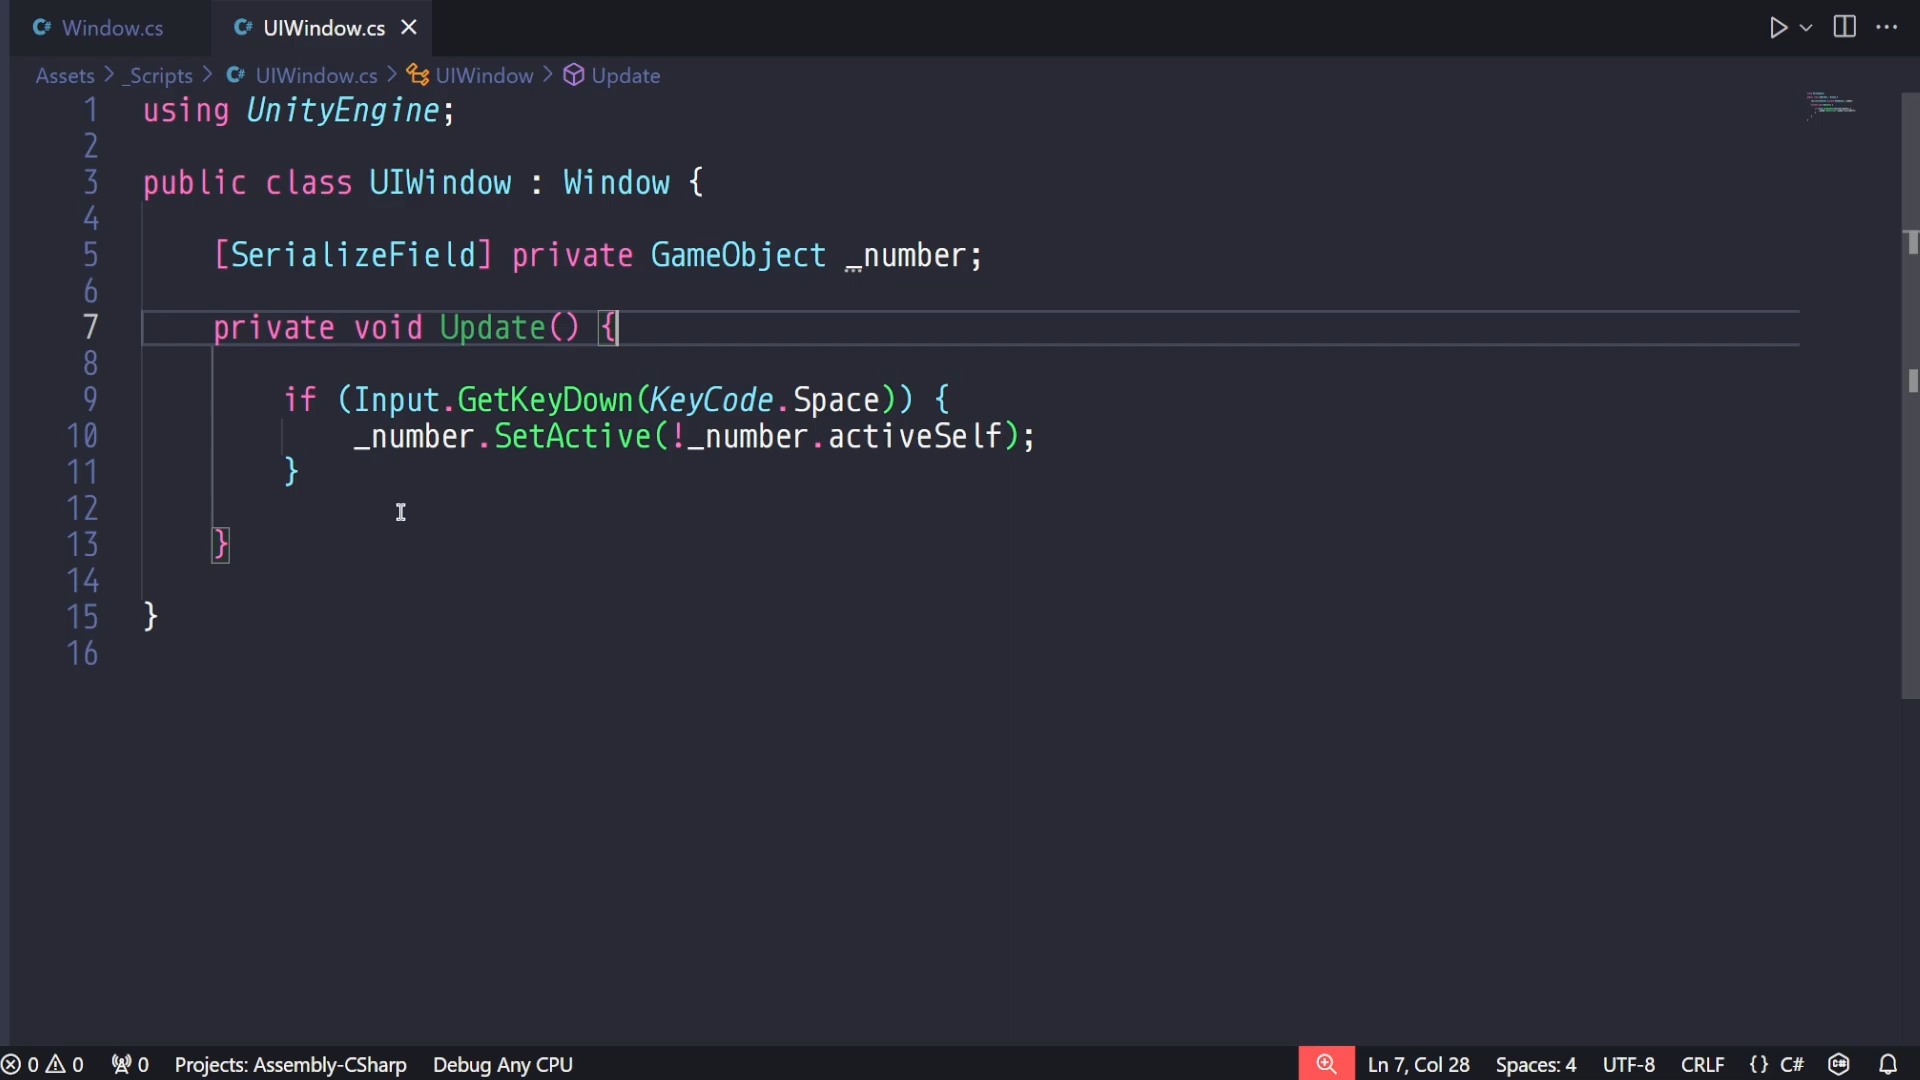 Window.cs UIWindow.cs
Assets > _Scripts > UIWindow.cs > UIWindow > Update
1 using UnityEngine;
2
3 public class UIWindow : Window {
4
5 [SerializeField] private GameObject _number;
6
7 private void Update() {
8
9 if (Input.GetKeyDown(KeyCode.Space)) {
10 _number.SetActive(!_number.activeSelf);
11 }
12
13 }
14
15 }
16
0 0 0 Projects: Assembly-CSharp Debug Any CPU Ln 7, Col 28 Spaces: 4 UTF-8 CRLF {} C#